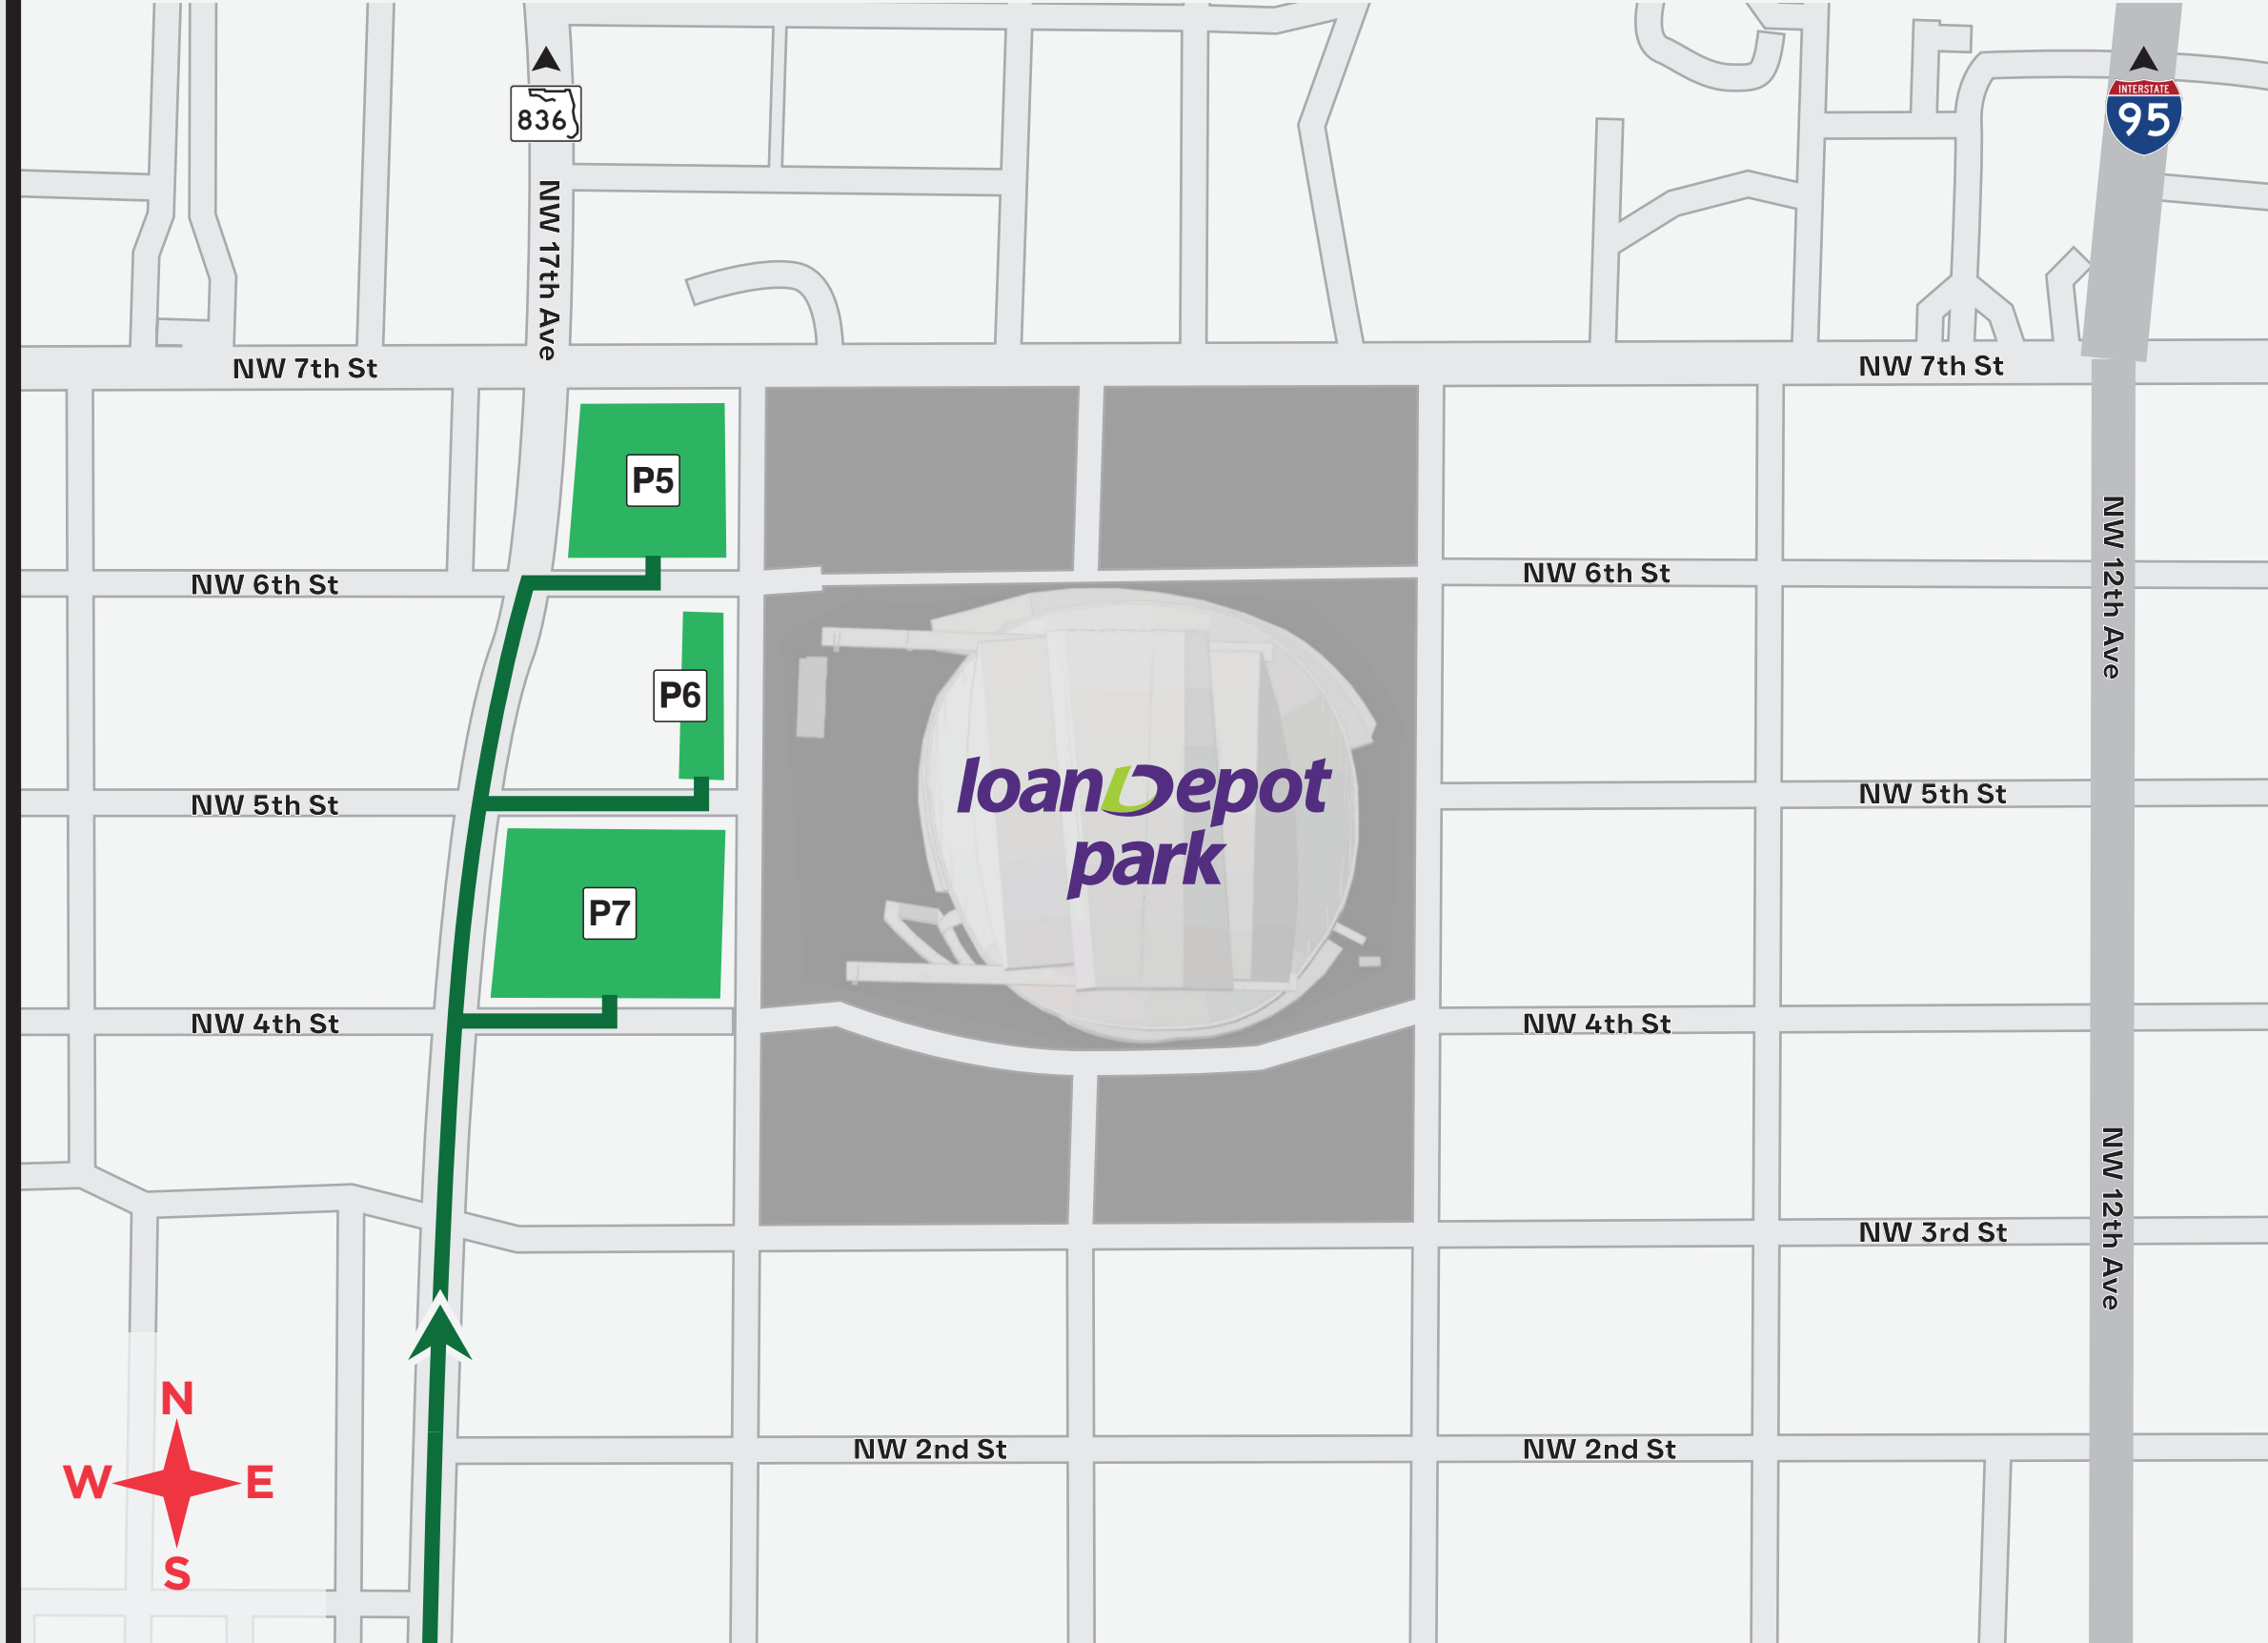 INTERSTATE
95
836
NW 17th Ave
NW 7th St
NW 7th St
P5
NW 12th Ave
NW 6th St
NW 6th St
P6
loanDepot
park
NW 5th St
NW 5th St
P7
NW 4th St
NW 4th St
NW 12th Ave
NW 3rd St
N
W
E
S
NW 2nd St
NW 2nd St